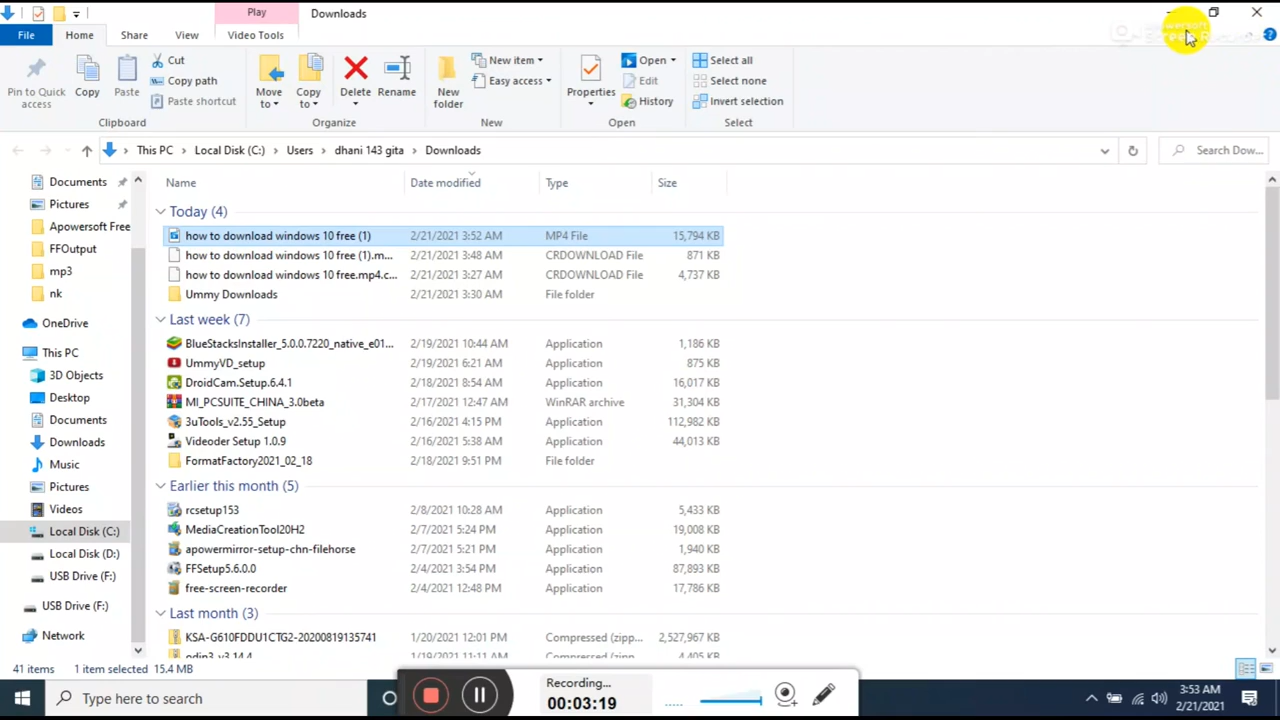 Play
Downloads
File
Home
Share
View
Video Tools
Pin to Quick access
Copy
Paste
Cut
Copy path
Paste shortcut
Clipboard
Move to
Copy to
Delete
Rename
Organize
New folder
New item
Easy access
New
Properties
Open
Edit
History
Open
Select all
Select none
Invert selection
Select
This PC
Local Disk (C:)
Users
dhani 143 gita
Downloads
Search Dow...
Name
Date modified
Type
Size
Documents
Pictures
Apowersoft Free
FFOutput
mp3
nk
OneDrive
This PC
3D Objects
Desktop
Documents
Downloads
Music
Pictures
Videos
Local Disk (C:)
Local Disk (D:)
USB Drive (F:)
USB Drive (F:)
Network
Today (4)
how to download windows 10 free (1) 2/21/2021 3:52 AM MP4 File 15,794 KB
how to download windows 10 free (1).m... 2/21/2021 3:48 AM CRDOWNLOAD File 871 KB
how to download windows 10 free.mp4.c... 2/21/2021 3:27 AM CRDOWNLOAD File 4,737 KB
Ummy Downloads 2/21/2021 3:30 AM File folder
Last week (7)
BlueStacksInstaller_5.0.0.7220_native_e01... 2/19/2021 10:44 AM Application 1,186 KB
UmmyVD_setup 2/19/2021 6:21 AM Application 875 KB
DroidCam.Setup.6.4.1 2/18/2021 8:54 AM Application 16,017 KB
MI_PCSUITE_CHINA_3.0beta 2/17/2021 12:47 AM WinRAR archive 31,304 KB
3uTools_v2.55_Setup 2/16/2021 4:15 PM Application 112,982 KB
Videoder Setup 1.0.9 2/16/2021 5:38 AM Application 44,013 KB
FormatFactory2021_02_18 2/18/2021 9:51 PM File folder
Earlier this month (5)
rcsetup153 2/8/2021 10:28 AM Application 5,433 KB
MediaCreationTool20H2 2/7/2021 5:24 PM Application 19,008 KB
apowermirror-setup-chn-filehorse 2/7/2021 5:21 PM Application 1,940 KB
FFSetup5.6.0.0 2/4/2021 3:54 PM Application 87,893 KB
free-screen-recorder 2/4/2021 12:48 PM Application 17,786 KB
Last month (3)
KSA-G610FDDU1CTG2-20200819135741 1/20/2021 12:01 PM Compressed (zipp... 2,527,967 KB
odin3_v3.14.4 1/19/2021 11:11 AM Compressed (zipp... 4,405 KB
41 items
1 item selected 15.4 MB
Type here to search
Recording...
00:03:19
3:53 AM
2/21/2021